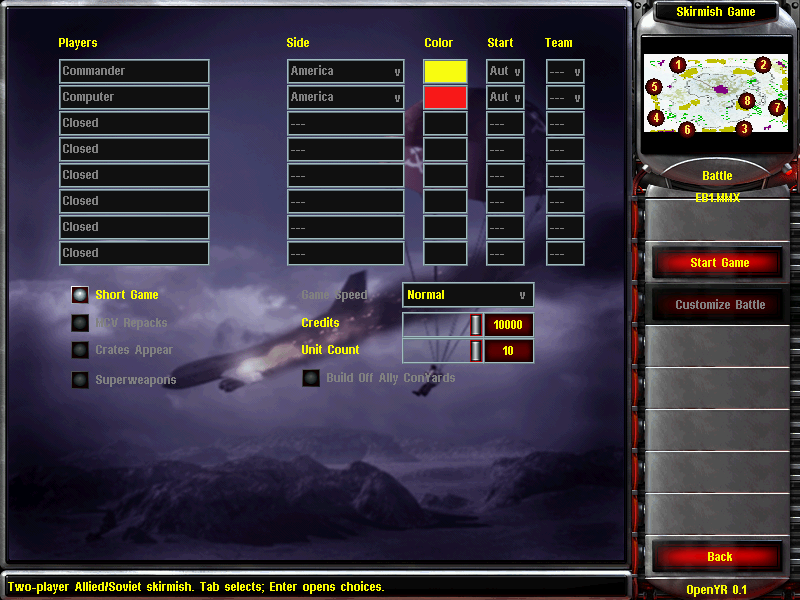 Skirmish Game
Players Side Color Start Team
1 2
Commander America v Aut v --- v
5
Computer America v Aut v --- v
8 7
Closed --- --- ---
4
6 3
Closed --- --- ---
Closed --- --- ---
Battle
Closed --- --- ---
EB1.MMX
Closed --- --- ---
Closed --- --- ---
Start Game
Short Game Game Speed Normal v
Customize Battle
MCV Repacks Credits 10000
Crates Appear Unit Count 10
Superweapons Build Off Ally ConYards
Back
Two-player Allied/Soviet skirmish. Tab selects; Enter opens choices.
OpenYR 0.1